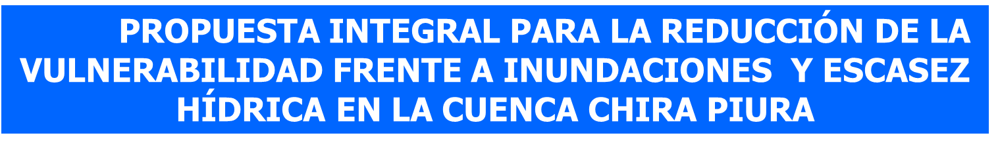 PROPUESTA INTEGRAL PARA LA REDUCCIÓN DE LA
VULNERABILIDAD FRENTE A INUNDACIONES  Y ESCASEZ
HÍDRICA EN LA CUENCA CHIRA PIURA